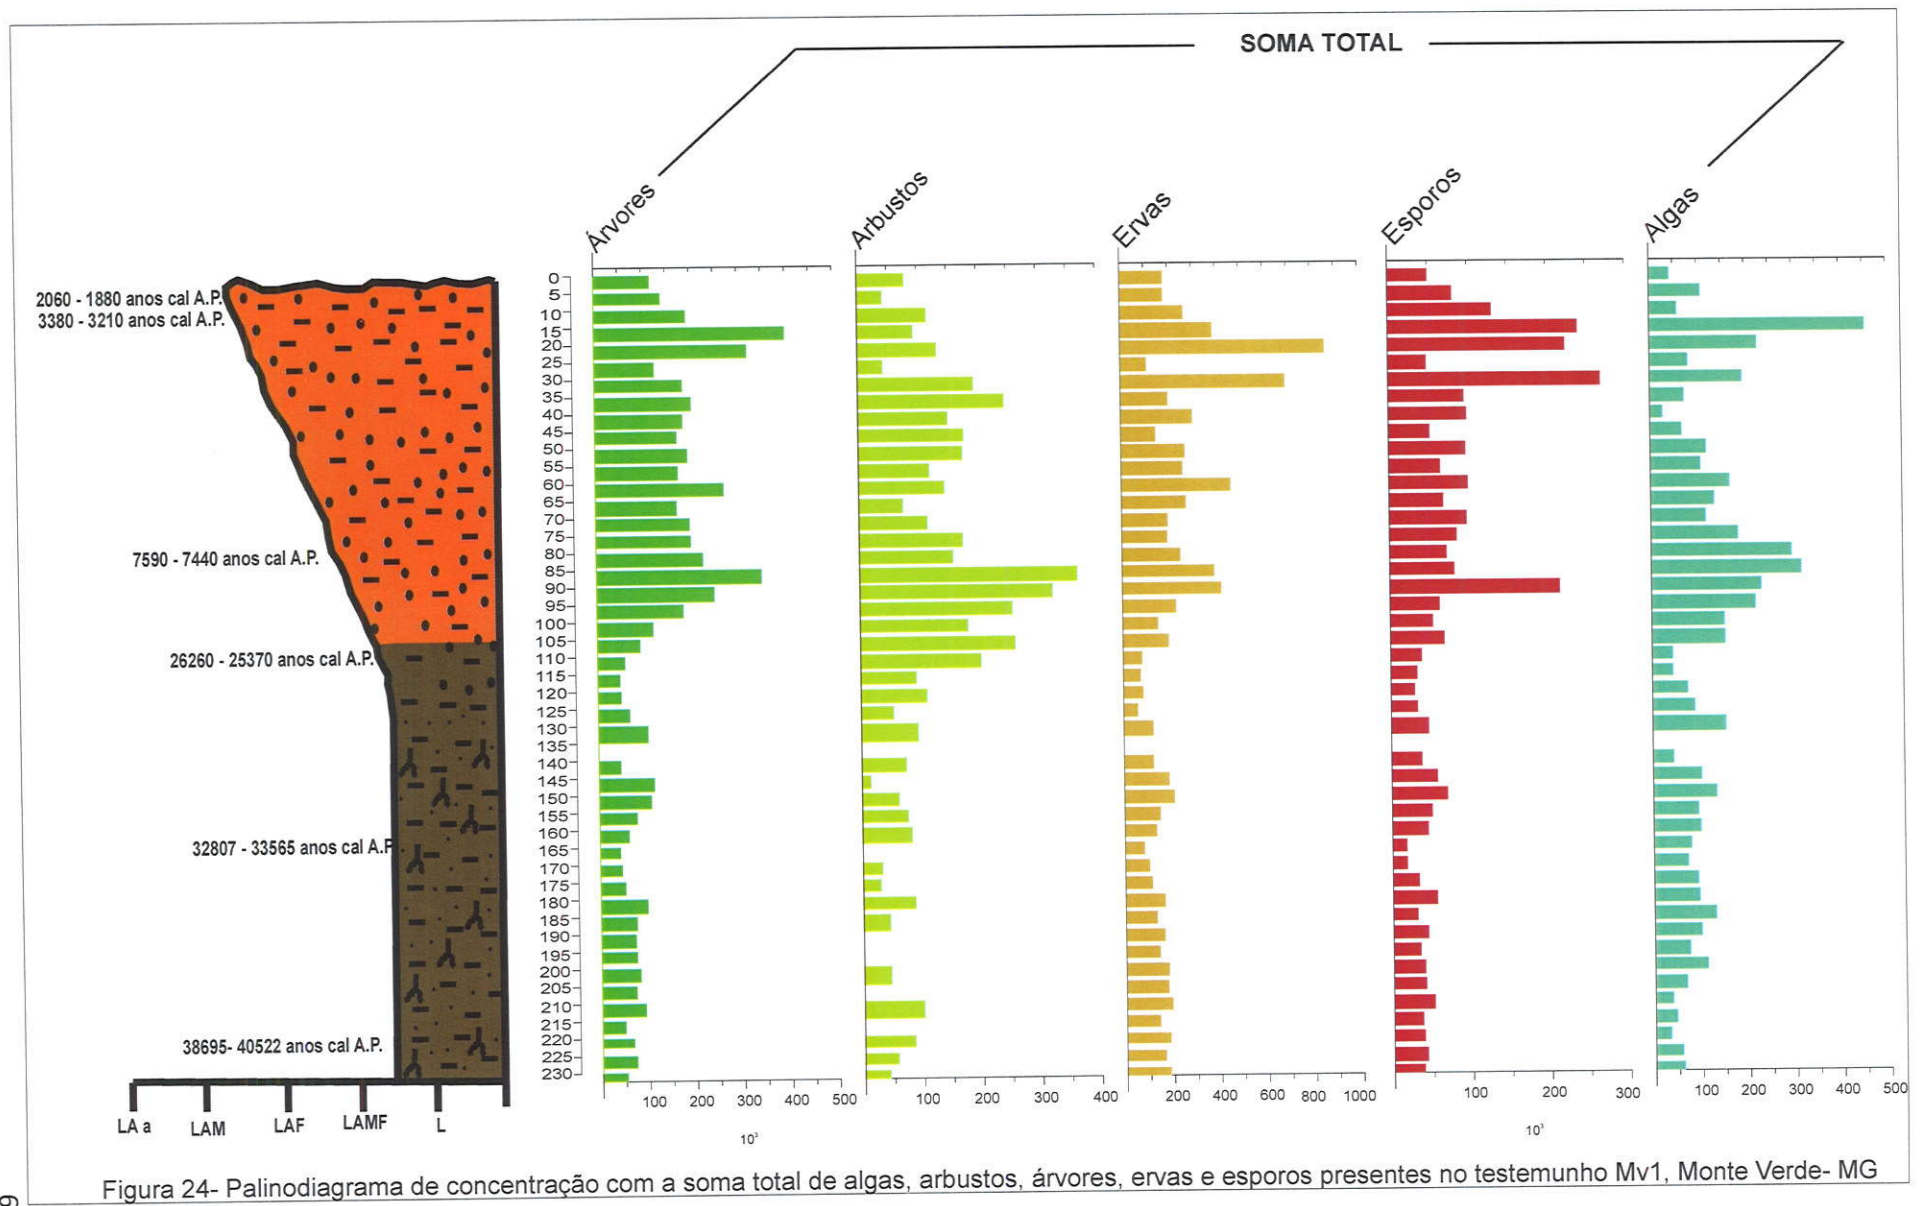 SOMA TOTAL
Árvores
Arbustos
Ervas
Esporos
Algas
2060 - 1880 anos cal A.P.
3380 - 3210 anos cal A.P.
7590 - 7440 anos cal A.P.
26260 - 25370 anos cal A.P.
32807 - 33565 anos cal A.P.
38695- 40522 anos cal A.P.
0
5
10
15
20
25
30
35
40
45
50
55
60
65
70
75
80
85
90
95
100
105
110
115
120
125
130
135
140
145
150
155
160
165
170
175
180
185
190
195
200
205
210
215
220
225
230
LA a LAM LAF LAMF L
100 200 300 400 500
100 200 300 400
200 400 600 800 1000
100 200 300
100 200 300 400 500
10³
10³
Figura 24- Palinodiagrama de concentração com a soma total de algas, arbustos, árvores, ervas e esporos presentes no testemunho Mv1, Monte Verde- MG